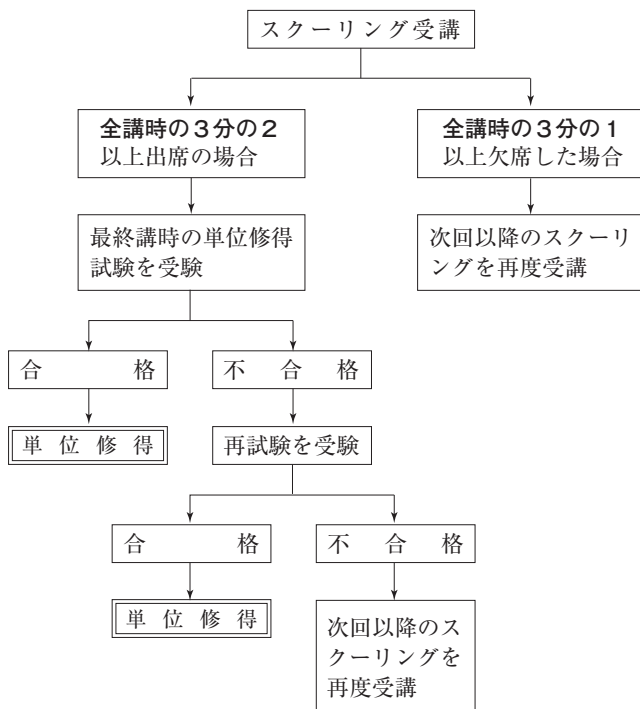 スクーリング受講
全講時の３分の２
以上出席の場合
全講時の３分の１
以上欠席した場合
最終講時の単位修得
試験を受験
次回以降のスクーリ
ングを再度受講
合格
不合格
単位修得
再試験を受験
合格
不合格
単位修得
次回以降のス
クーリングを
再度受講